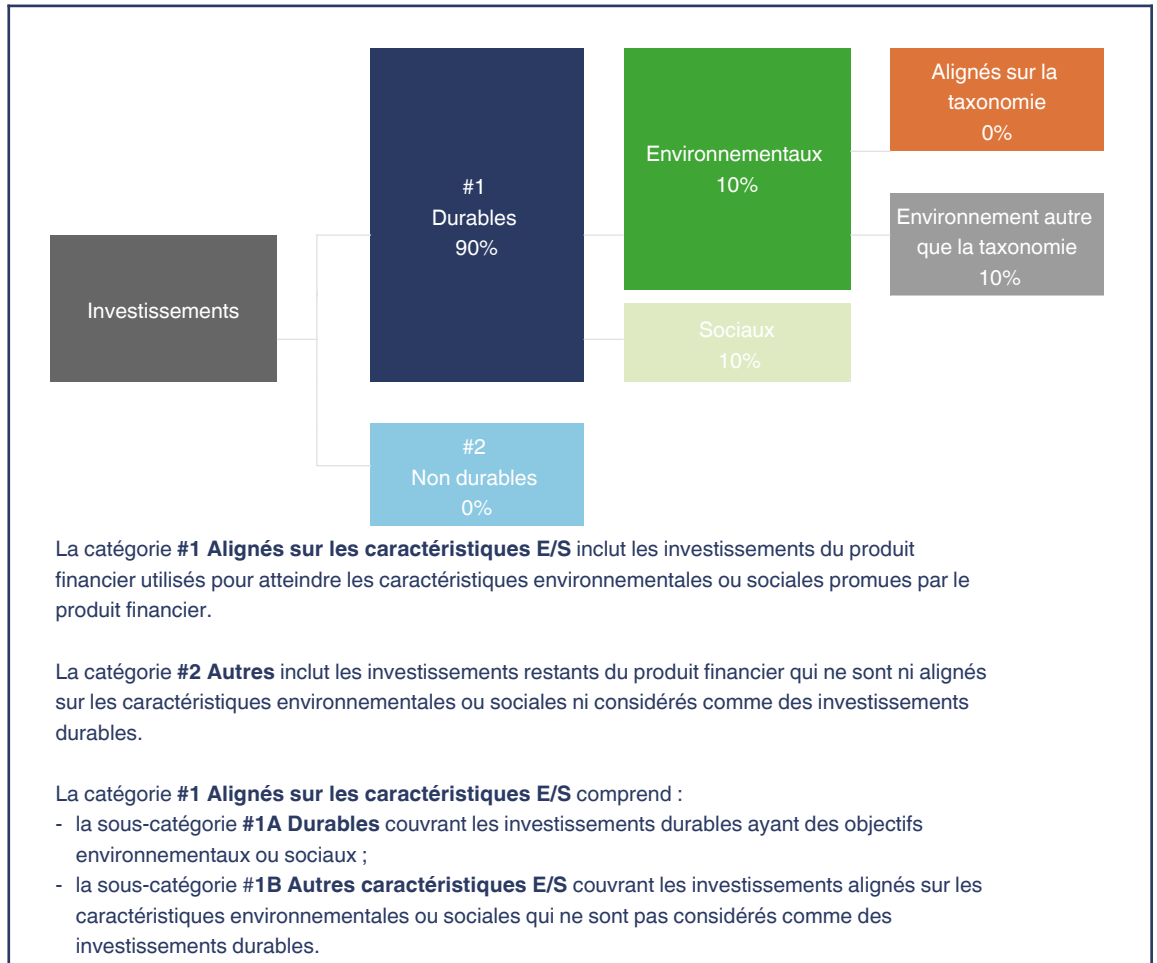 Investissements
#1
Durables
90%
#2
Non durables
0%
Environnementaux
10%
Sociaux
10%
Alignés sur la
taxonomie
0%
Environnement autre
que la taxonomie
10%
La catégorie #1 Alignés sur les caractéristiques E/S inclut les investissements du produit
financier utilisés pour atteindre les caractéristiques environnementales ou sociales promues par le
produit financier.
La catégorie #2 Autres inclut les investissements restants du produit financier qui ne sont ni alignés
sur les caractéristiques environnementales ou sociales ni considérés comme des investissements
durables.
La catégorie #1 Alignés sur les caractéristiques E/S comprend :
- la sous-catégorie #1A Durables couvrant les investissements durables ayant des objectifs
environnementaux ou sociaux ;
- la sous-catégorie #1B Autres caractéristiques E/S couvrant les investissements alignés sur les
caractéristiques environnementales ou sociales qui ne sont pas considérés comme des
investissements durables.